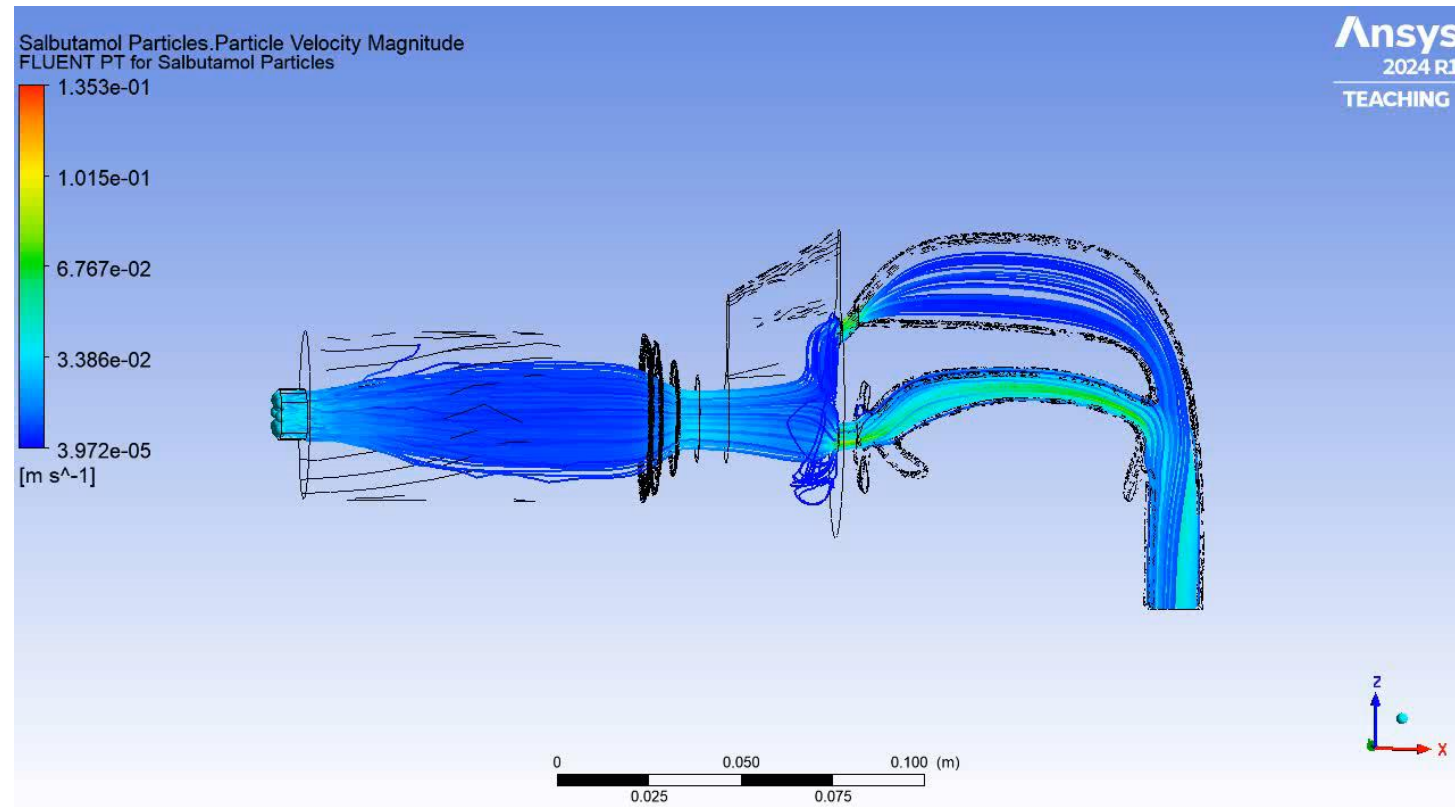 Salbutamol Particles.Particle Velocity Magnitude
FLUENT PT for Salbutamol Particles
1.353e-01
1.015e-01
6.767e-02
3.386e-02
3.972e-05
[m s^-1]
Ansys
2024 R1
TEACHING
0 0.050 0.100 (m)
0.025 0.075
Z
X